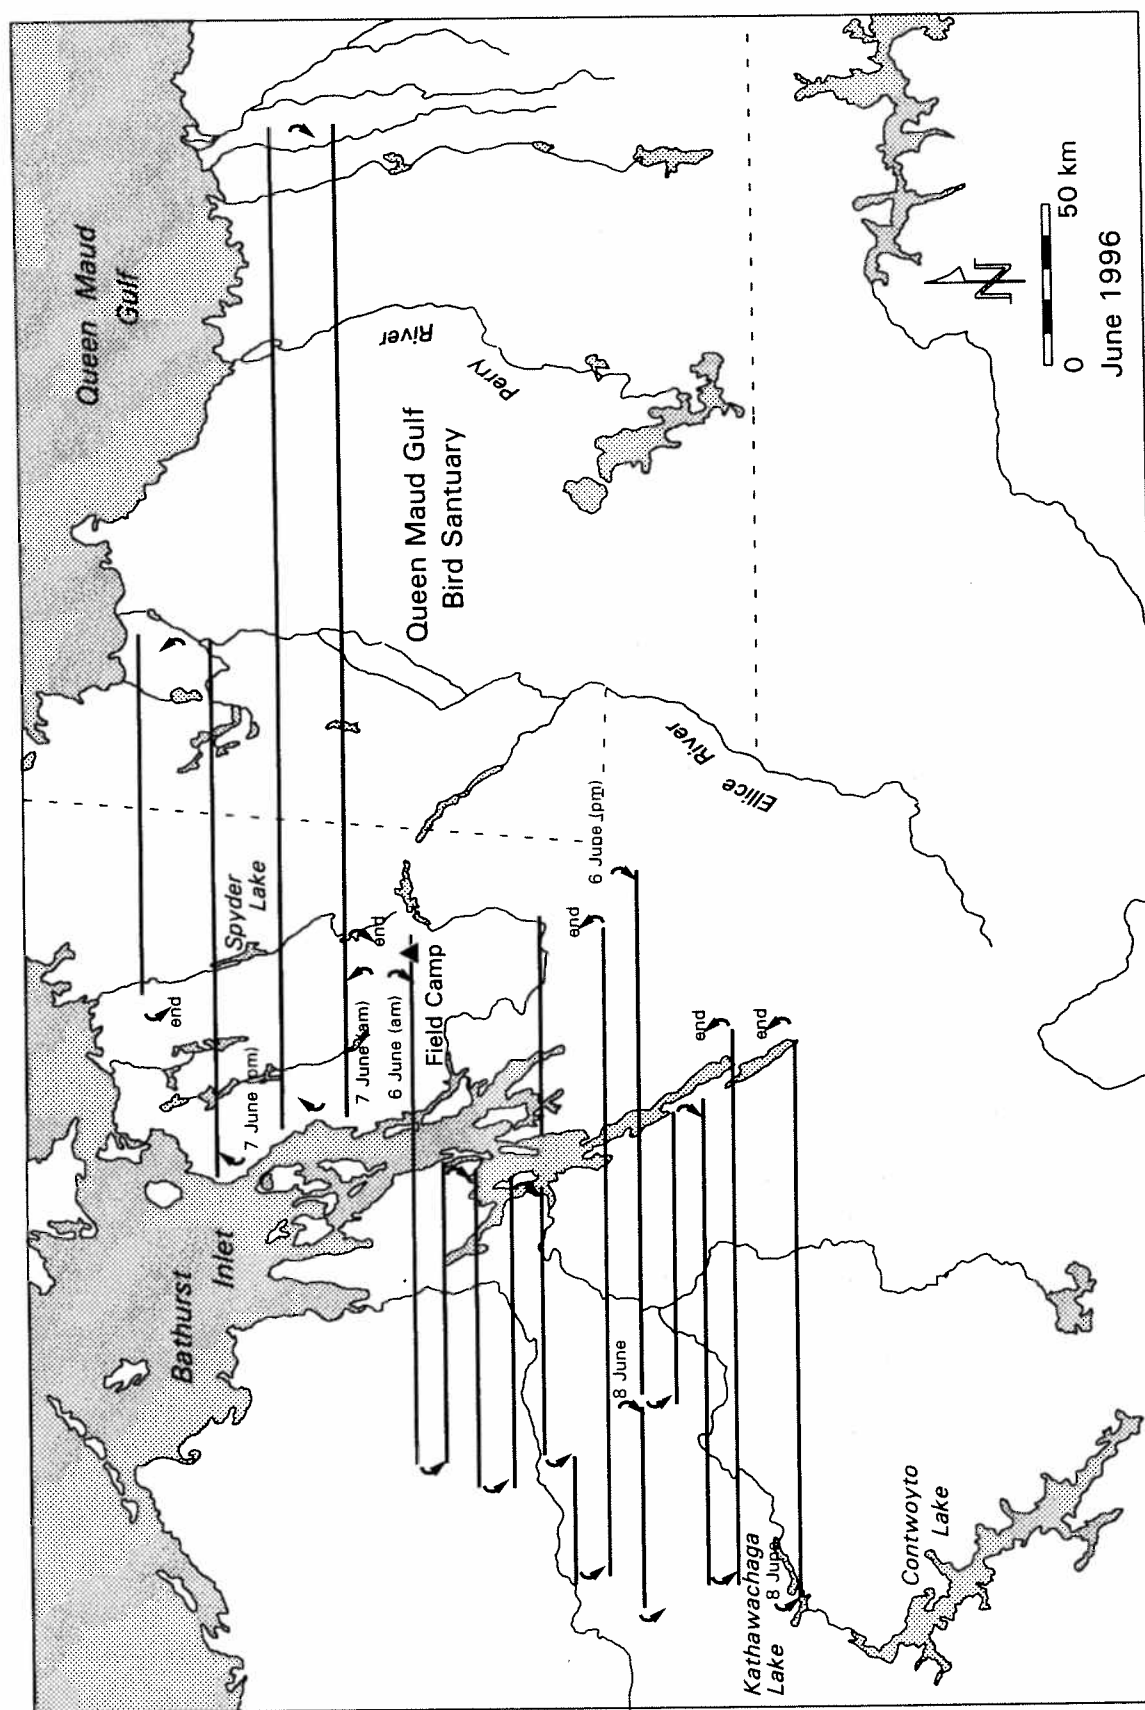 Queen Maud
Gulf
Bathurst
Inlet
Spyder
Lake
7 June (pm)
end
7 June (am)
end
6 June (am)
Field Camp
Queen Maud Gulf
Bird Santuary
Perry
River
Ellice River
6 June (pm)
end
8 June
end
end
Kathawachaga
Lake
8 June
Contwoyto
Lake
N
0 50 km
June 1996